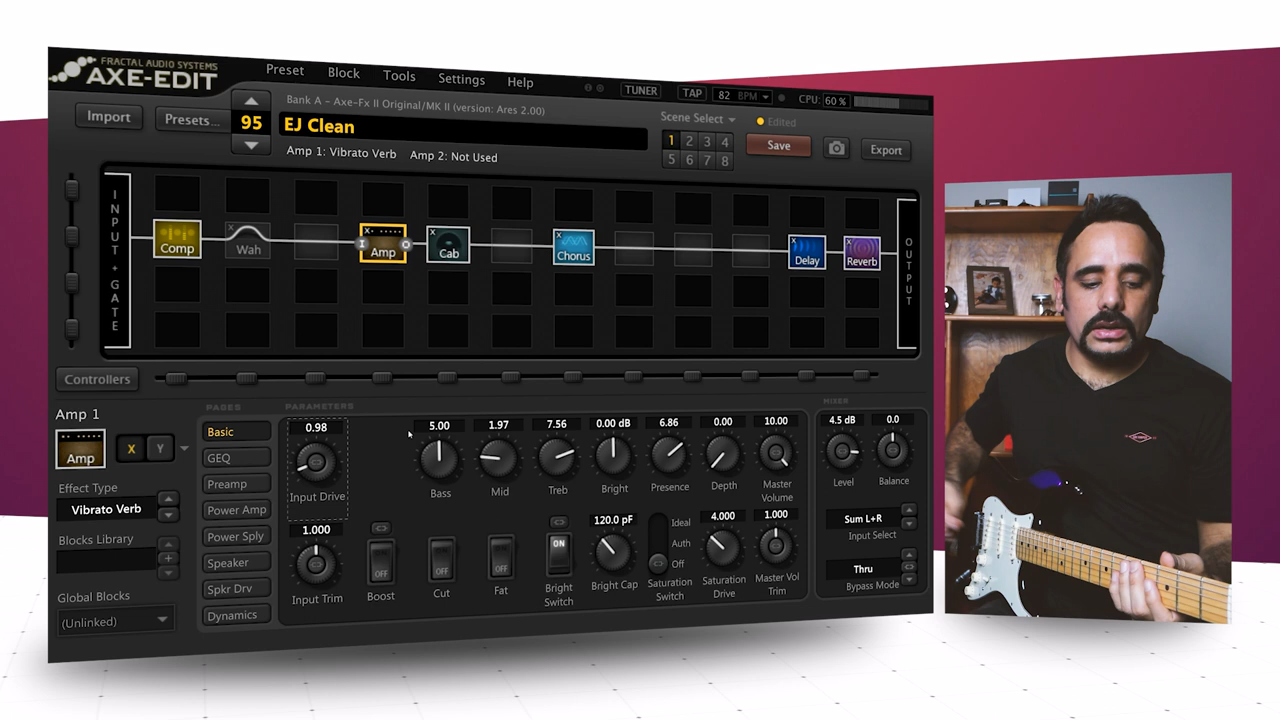 FRACTAL AUDIO SYSTEMS
AXE-EDIT
Preset Block Tools Settings Help
TUNER TAP 82 BPM CPU: 60 %
Import Presets... 95
Bank A - Axe-Fx II Original/MK II (version: Ares 2.00)
EJ Clean
Amp 1: Vibrato Verb Amp 2: Not Used
Scene Select
1 2 3 4
5 6 7 8
Edited
Save
Export
INPUT + GATE
Comp Wah X Amp X Cab X Chorus X Delay X Reverb
OUTPUT
Controllers
Amp 1
Amp
X Y
Effect Type
Vibrato Verb
Blocks Library
Global Blocks
(Unlinked)
PAGES
Basic
GEQ
Preamp
Power Amp
Power Sply
Speaker
Spkr Drv
Dynamics
PARAMETERS
0.98 5.00 1.97 7.56 0.00 dB 6.86 0.00 10.00
Input Drive Bass Mid Treb Bright Presence Depth Master Volume
1.000 120.0 pF 4.000 1.000
OFF OFF OFF ON
Ideal
Auto
Off
Input Trim Boost Cut Fat Bright Switch Bright Cap Saturation Switch Saturation Drive Master Vol Trim
MIXER
4.5 dB 0.0
Level Balance
Sum L+R
Input Select
Thru
Bypass Mode